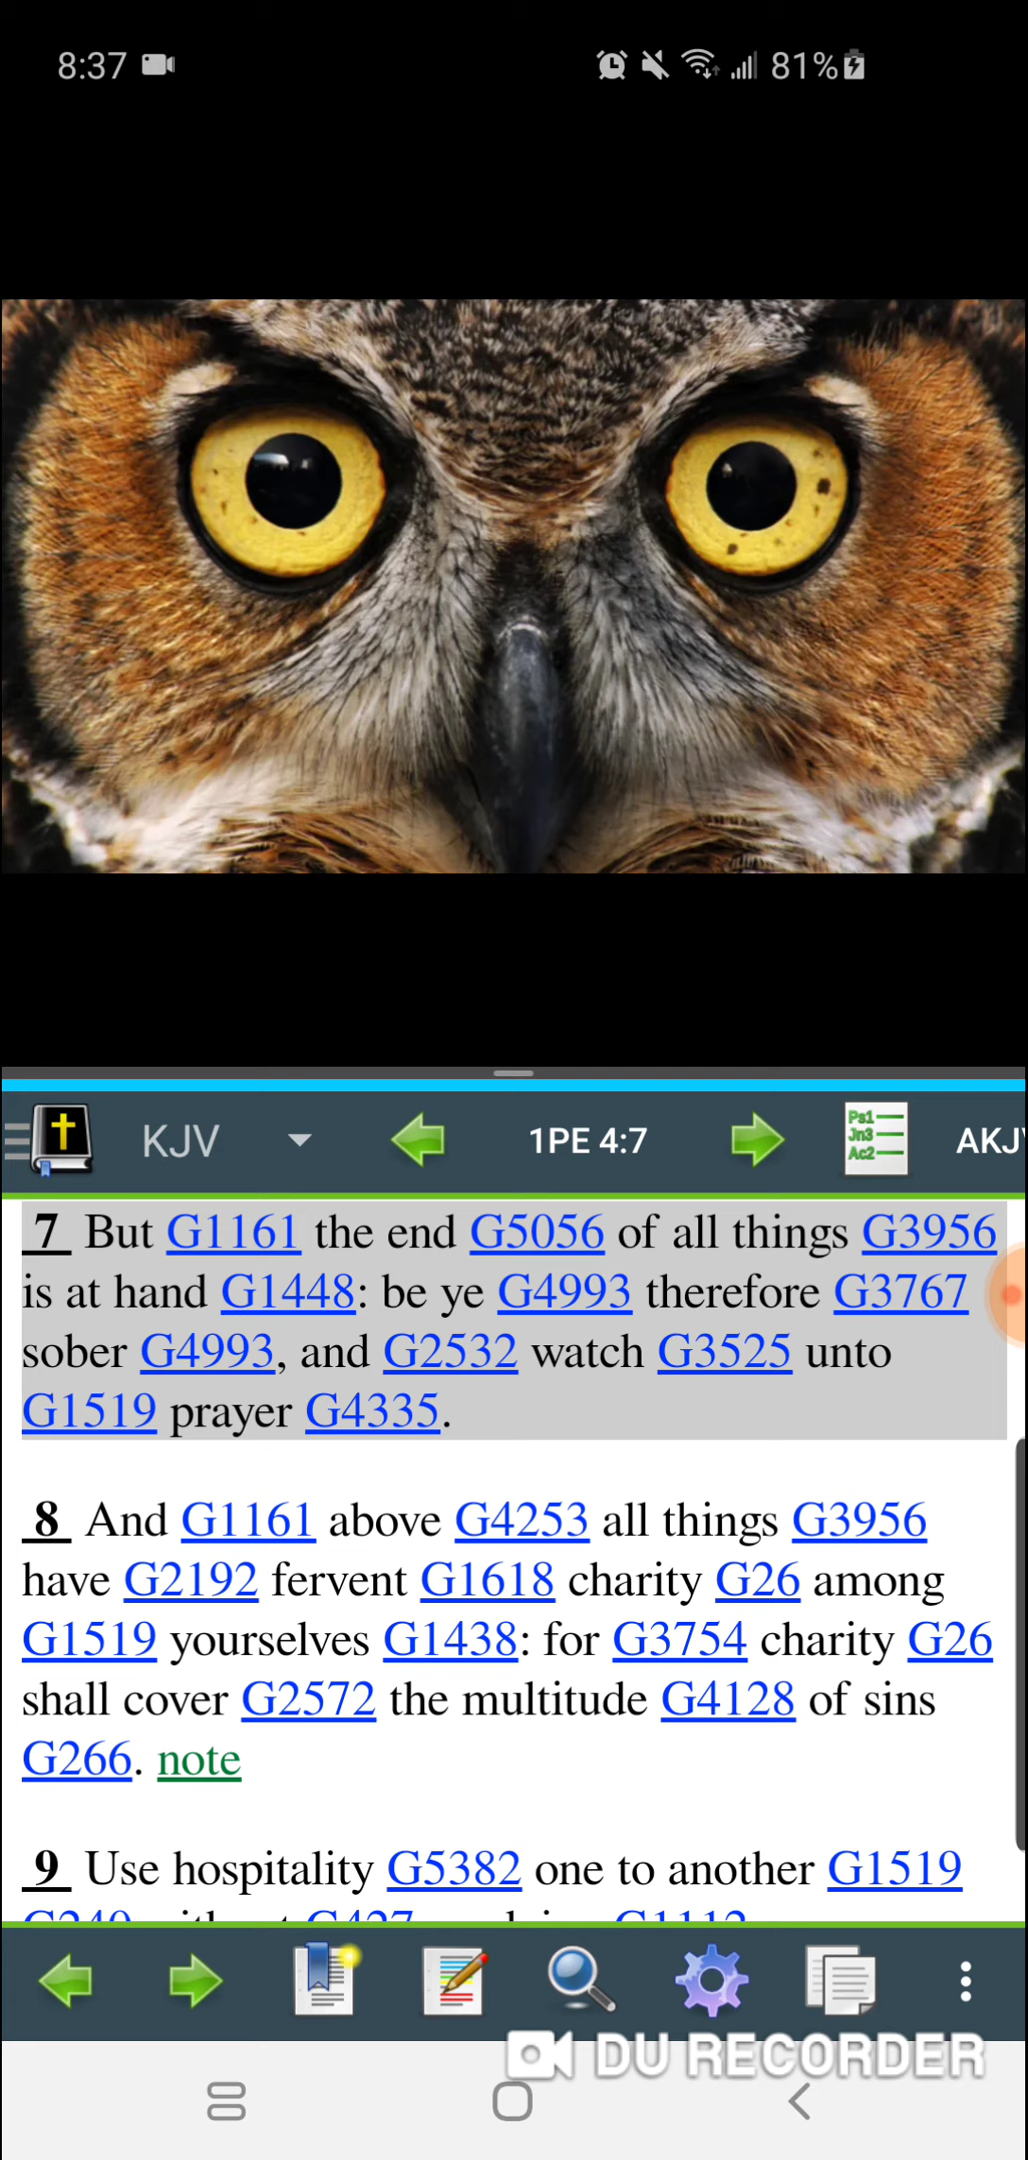 8:37 81%
KJV 1PE 4:7 Ps1 Jn3 Ac2 AKJV
7 But G1161 the end G5056 of all things G3956
is at hand G1448: be ye G4993 therefore G3767
sober G4993, and G2532 watch G3525 unto
G1519 prayer G4335.
8 And G1161 above G4253 all things G3956
have G2192 fervent G1618 charity G26 among
G1519 yourselves G1438: for G3754 charity G26
shall cover G2572 the multitude G4128 of sins
G266. note
9 Use hospitality G5382 one to another G1519
DU RECORDER